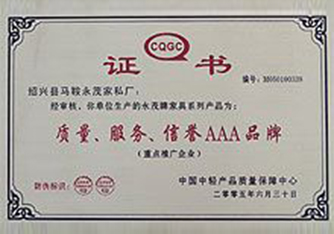 CQGC
证 书
编号：
绍兴县马鞍永茂家私厂：
经审核，你单位生产的永茂牌家具系列产品为：
质量、服务、信誉AAA品牌
（重点推广企业）
防伪标识：
中国中轻产品质量保障中心
二零零五年六月三十日